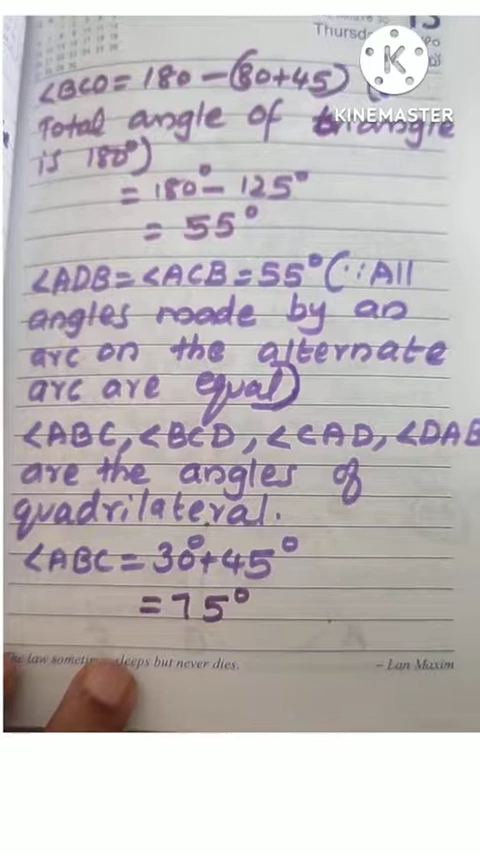 Thursd
KINEMASTER
∠BCO = 180 - (80+45) (
Total angle of triangle
is 180°)
= 180° - 125°
= 55°
∠ADB = ∠ACB = 55° (∵ All
angles made by an
arc on the alternate
arc are equal)
∠ABC, ∠BCD, ∠CAD, ∠DAB
are the angles of
quadrilateral.
∠ABC = 30°+45°
= 75°
The law sometimes sleeps but never dies. – Lan Maxim